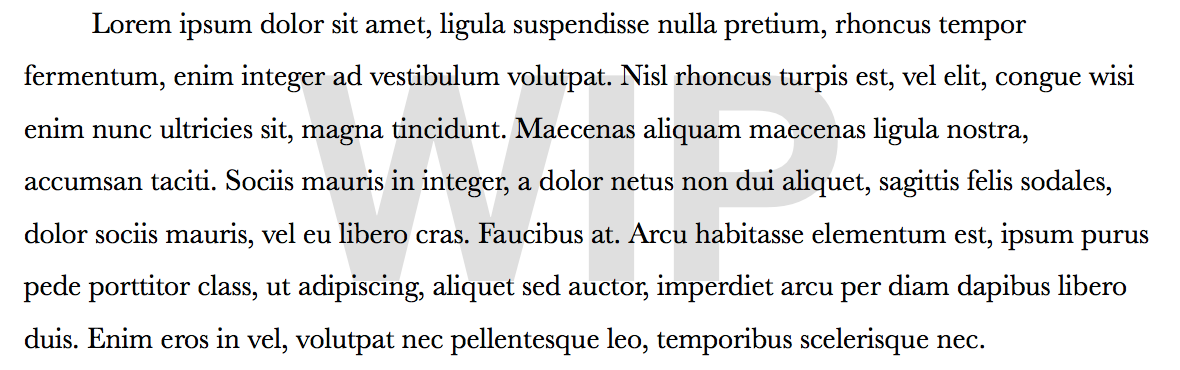 Lorem ipsum dolor sit amet, ligula suspendisse nulla pretium, rhoncus tempor
fermentum, enim integer ad vestibulum volutpat. Nisl rhoncus turpis est, vel elit, congue wisi
enim nunc ultricies sit, magna tincidunt. Maecenas aliquam maecenas ligula nostra,
accumsan taciti. Sociis mauris in integer, a dolor netus non dui aliquet, sagittis felis sodales,
dolor sociis mauris, vel eu libero cras. Faucibus at. Arcu habitasse elementum est, ipsum purus
pede porttitor class, ut adipiscing, aliquet sed auctor, imperdiet arcu per diam dapibus libero
duis. Enim eros in vel, volutpat nec pellentesque leo, temporibus scelerisque nec.
WIP